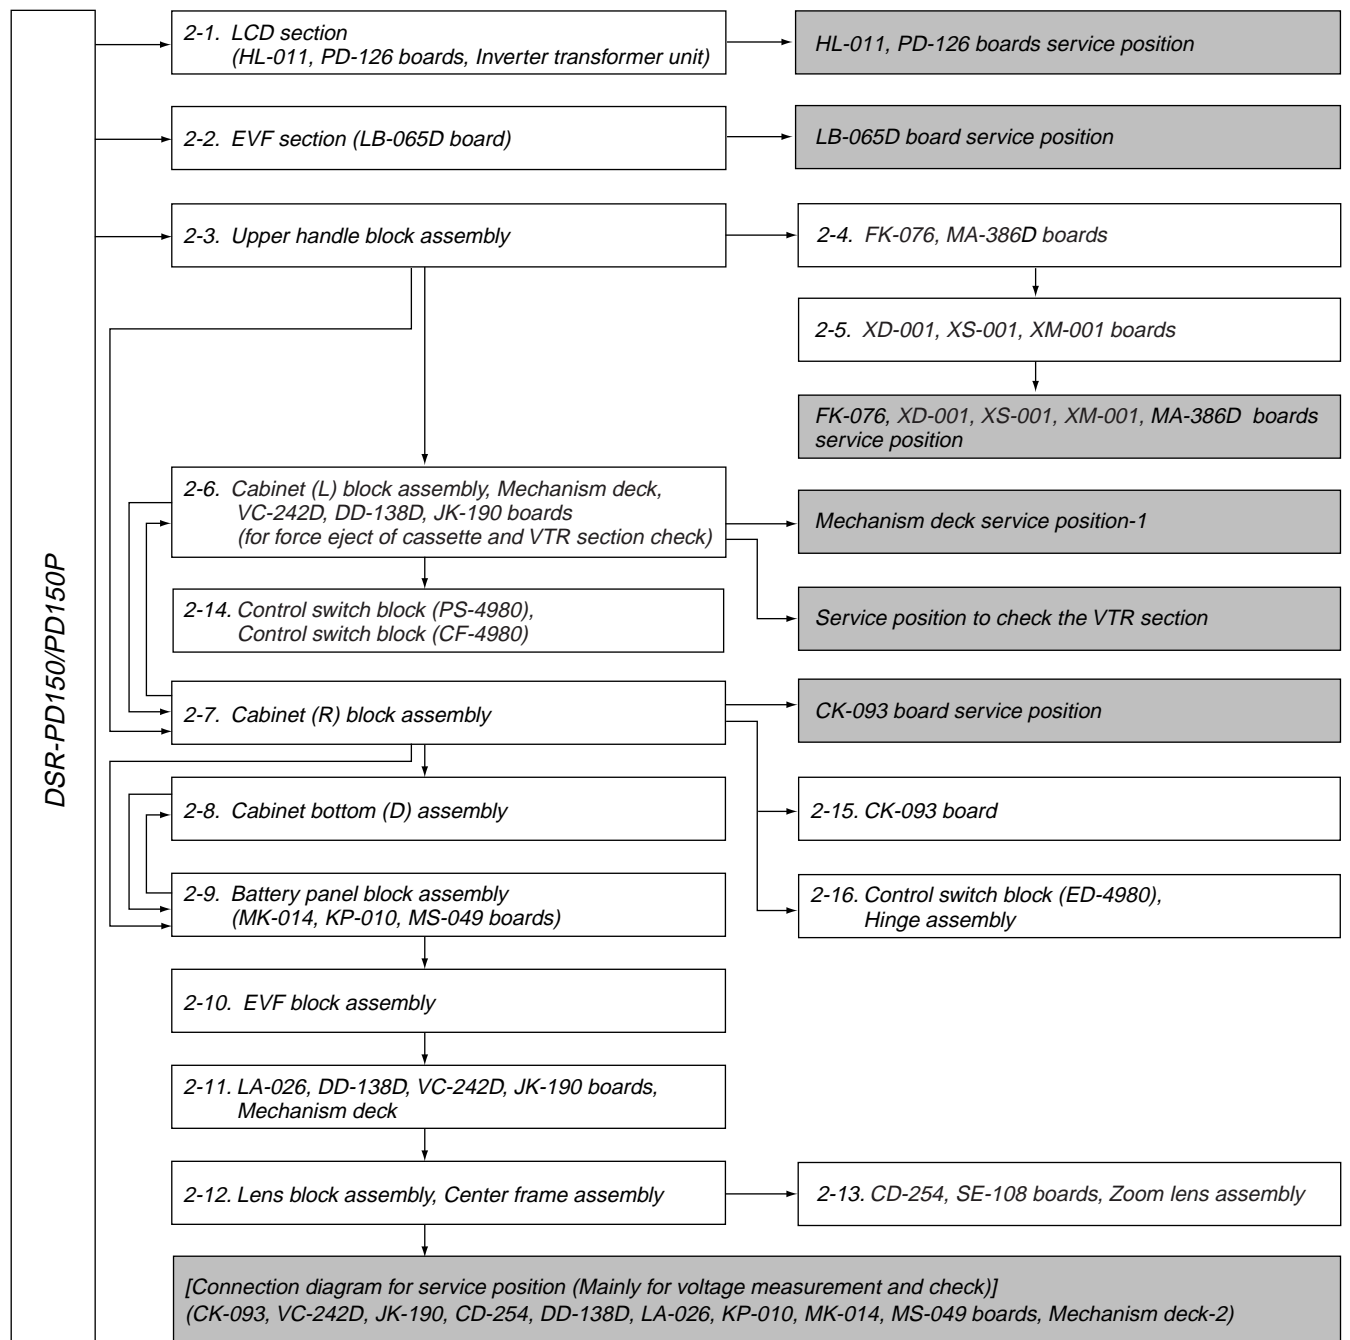 DSR-PD150/PD150P
2-1. LCD section
(HL-011, PD-126 boards, Inverter transformer unit)
HL-011, PD-126 boards service position
2-2. EVF section (LB-065D board)
LB-065D board service position
2-3. Upper handle block assembly
2-4. FK-076, MA-386D boards
2-5. XD-001, XS-001, XM-001 boards
FK-076, XD-001, XS-001, XM-001, MA-386D boards
service position
2-6. Cabinet (L) block assembly, Mechanism deck,
VC-242D, DD-138D, JK-190 boards
(for force eject of cassette and VTR section check)
Mechanism deck service position-1
2-14. Control switch block (PS-4980),
Control switch block (CF-4980)
Service position to check the VTR section
2-7. Cabinet (R) block assembly
CK-093 board service position
2-8. Cabinet bottom (D) assembly
2-15. CK-093 board
2-9. Battery panel block assembly
(MK-014, KP-010, MS-049 boards)
2-16. Control switch block (ED-4980),
Hinge assembly
2-10. EVF block assembly
2-11. LA-026, DD-138D, VC-242D, JK-190 boards,
Mechanism deck
2-12. Lens block assembly, Center frame assembly
2-13. CD-254, SE-108 boards, Zoom lens assembly
[Connection diagram for service position (Mainly for voltage measurement and check)]
(CK-093, VC-242D, JK-190, CD-254, DD-138D, LA-026, KP-010, MK-014, MS-049 boards, Mechanism deck-2)